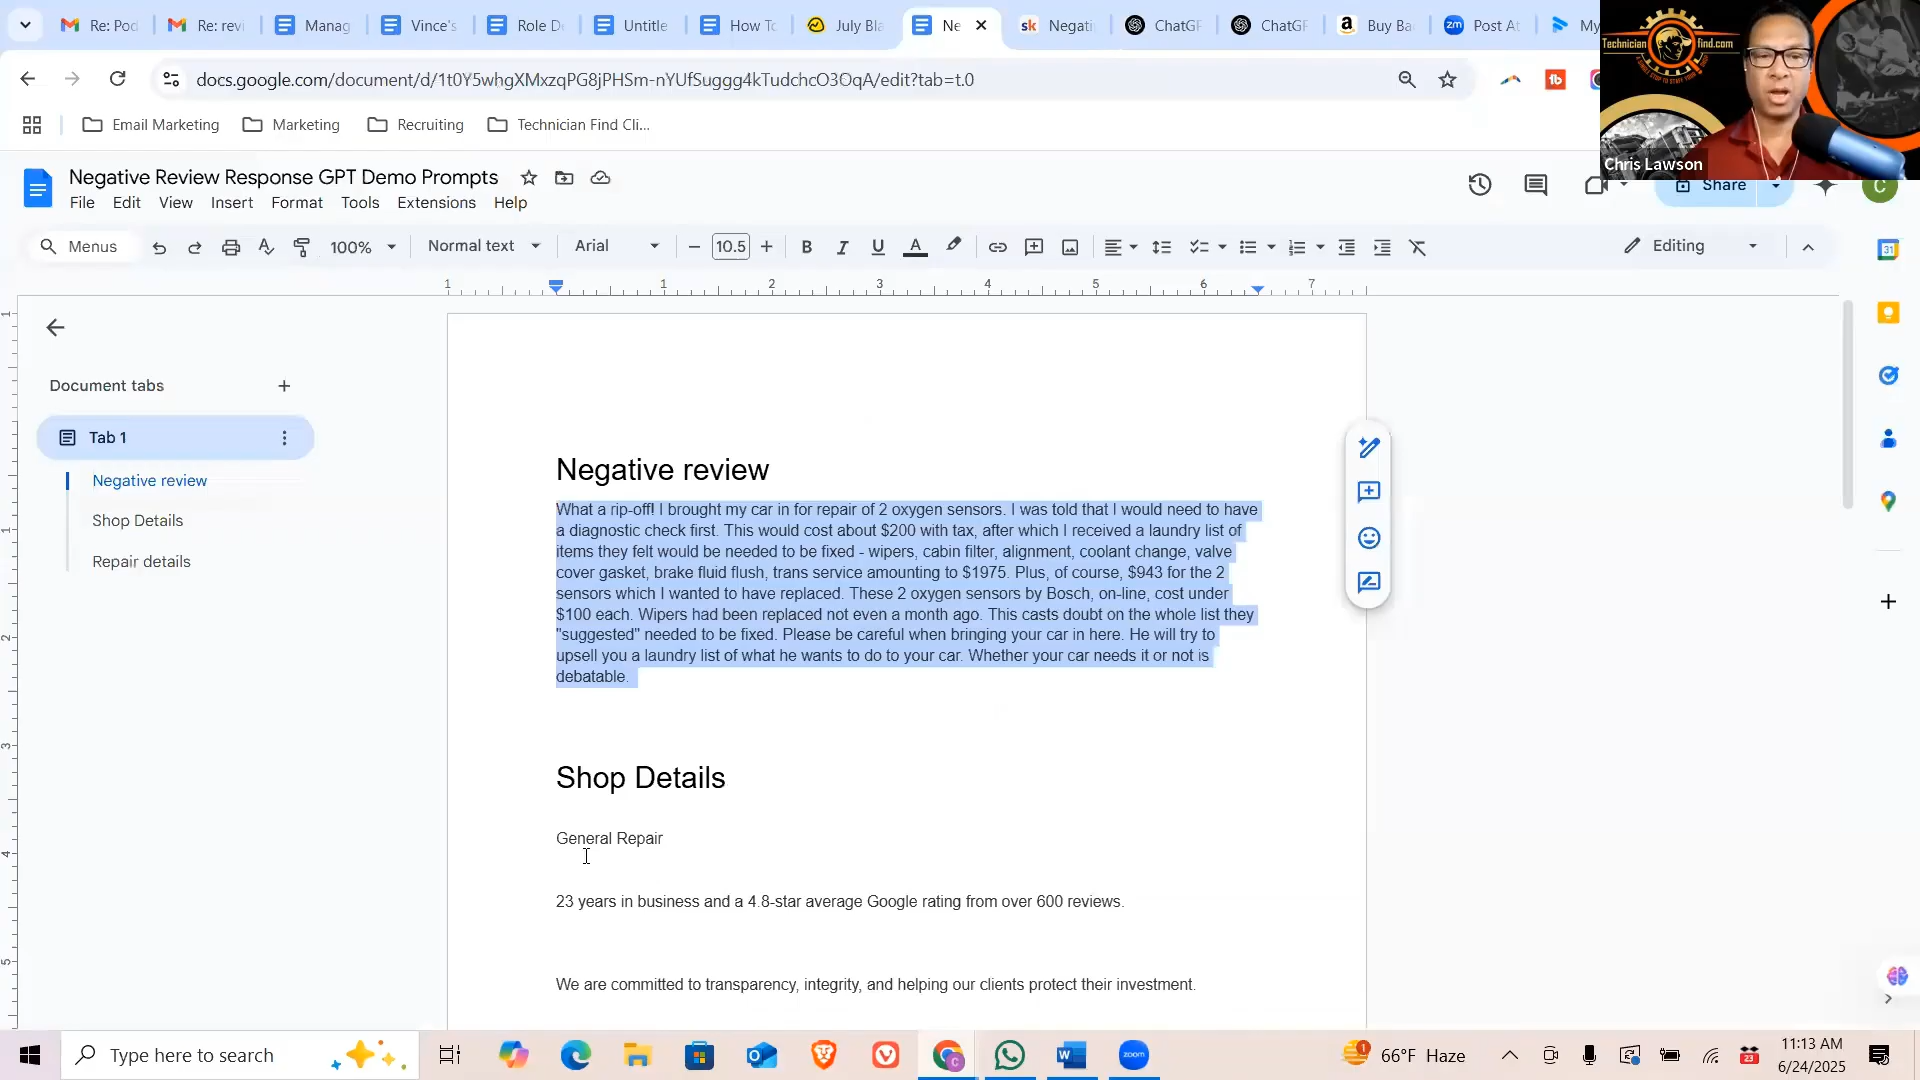 Re: Pod
Re: revi
Manag
Vince's
Role De
Untitle
How To
July Bla
Ne
sk Negati
ChatGP
ChatGP
Buy Ba
zm Post At
My
docs.google.com/document/d/1t0Y5whgXMxzqPG8jPHSm-nYUfSuggg4kTudchcO3OqA/edit?tab=t.0
Email Marketing
Marketing
Recruiting
Technician Find Cli...
Technician find.com
Chris Lawson
Negative Review Response GPT Demo Prompts
File Edit View Insert Format Tools Extensions Help
Share
C
Menus
100%
Normal text
Arial
10.5
B I U A
Editing
1 1 2 3 4 5 6 7
Document tabs
Tab 1
Negative review
Shop Details
Repair details
Negative review
What a rip-off! I brought my car in for repair of 2 oxygen sensors. I was told that I would need to have
a diagnostic check first. This would cost about $200 with tax, after which I received a laundry list of
items they felt would be needed to be fixed - wipers, cabin filter, alignment, coolant change, valve
cover gasket, brake fluid flush, trans service amounting to $1975. Plus, of course, $943 for the 2
sensors which I wanted to have replaced. These 2 oxygen sensors by Bosch, on-line, cost under
$100 each. Wipers had been replaced not even a month ago. This casts doubt on the whole list they
"suggested" needed to be fixed. Please be careful when bringing your car in here. He will try to
upsell you a laundry list of what he wants to do to your car. Whether your car needs it or not is
debatable.
Shop Details
General Repair
23 years in business and a 4.8-star average Google rating from over 600 reviews.
We are committed to transparency, integrity, and helping our clients protect their investment.
Type here to search
zoom
66°F Haze
11:13 AM
6/24/2025